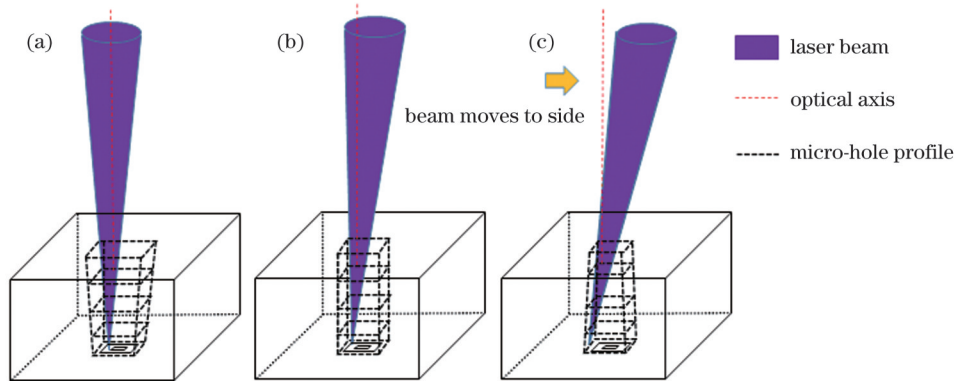 (a)
(b)
(c)
beam moves to side
laser beam
optical axis
micro-hole profile